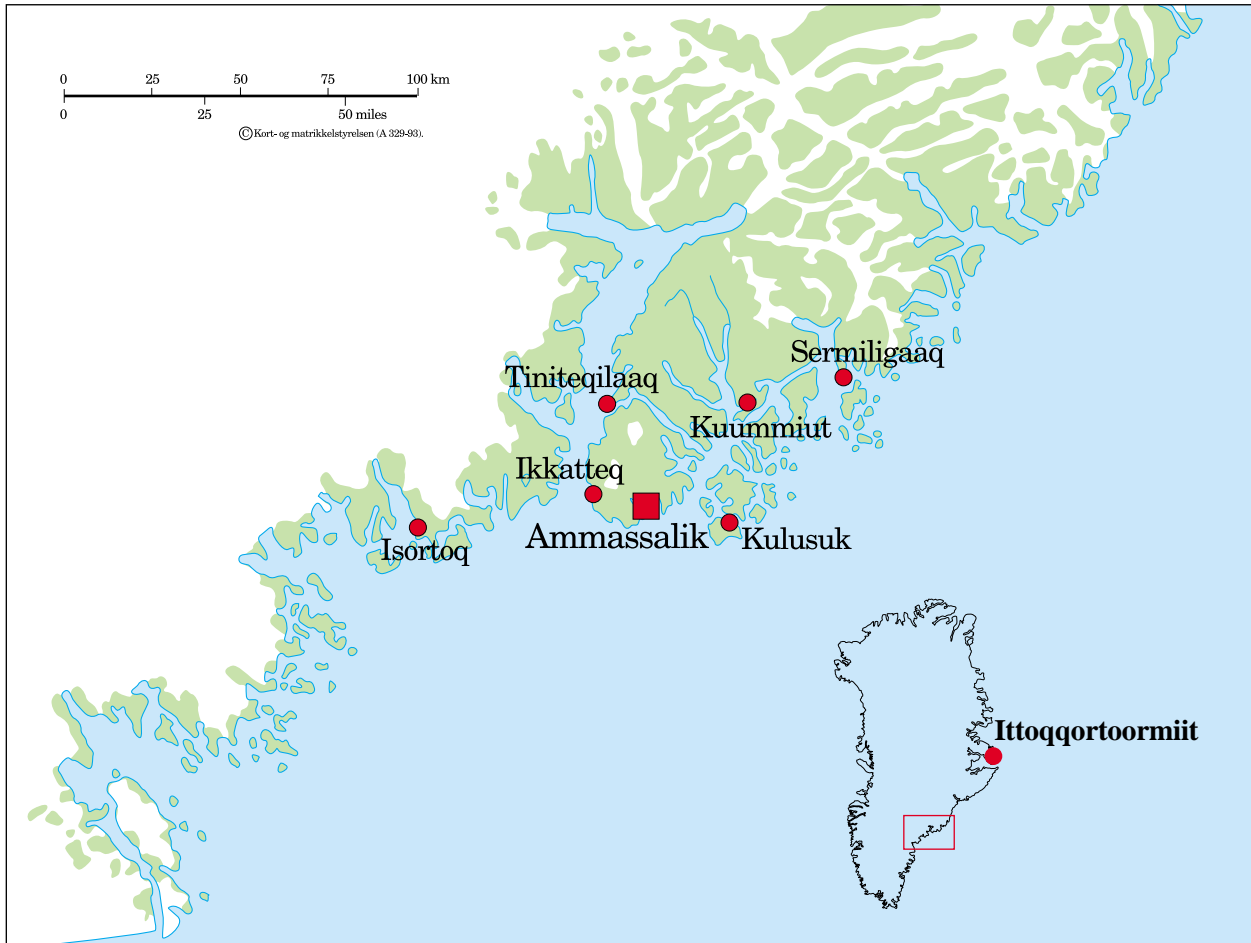 0 25 50 75 100 km
0 25 50 miles
©Kort- og matrikkelstyrelsen (A 329-93).
Sermiligaaq
Tiniteqilaaq
Kuummiut
Ikkatteq
Ammassalik
Kulusuk
Isortoq
Ittoqqortoormiit